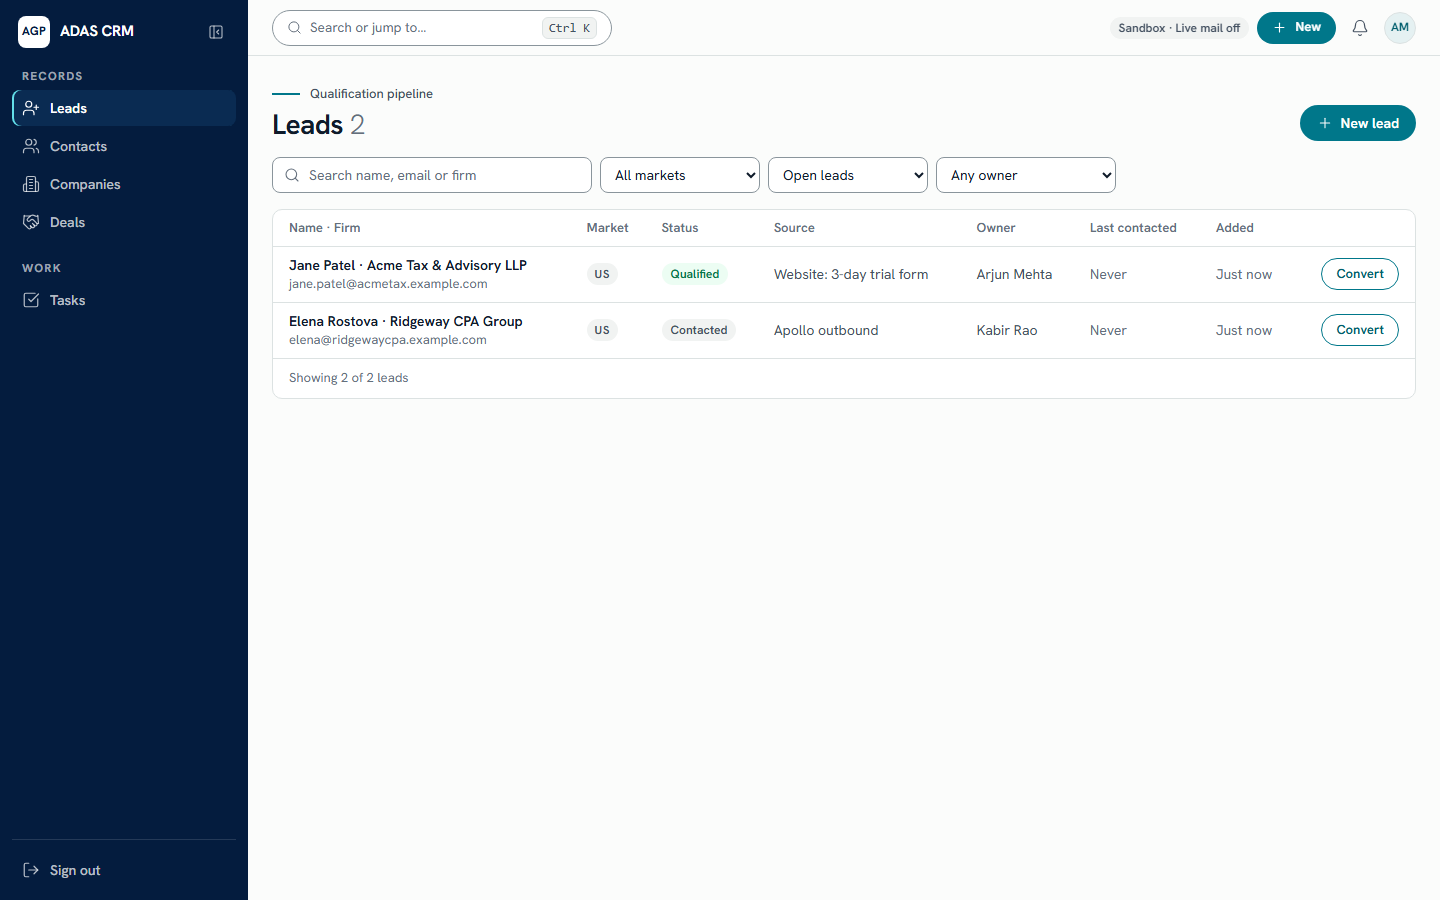 AGP ADAS CRM
RECORDS
Leads
Contacts
Companies
Deals
WORK
Tasks
Sign out
Search or jump to... Ctrl K
Sandbox · Live mail off
New
AM
Qualification pipeline
Leads 2
New lead
Search name, email or firm
All markets
Open leads
Any owner
Name · Firm Market Status Source Owner Last contacted Added
Jane Patel · Acme Tax & Advisory LLP
jane.patel@acmetax.example.com
US Qualified Website: 3-day trial form Arjun Mehta Never Just now Convert
Elena Rostova · Ridgeway CPA Group
elena@ridgewaycpa.example.com
US Contacted Apollo outbound Kabir Rao Never Just now Convert
Showing 2 of 2 leads